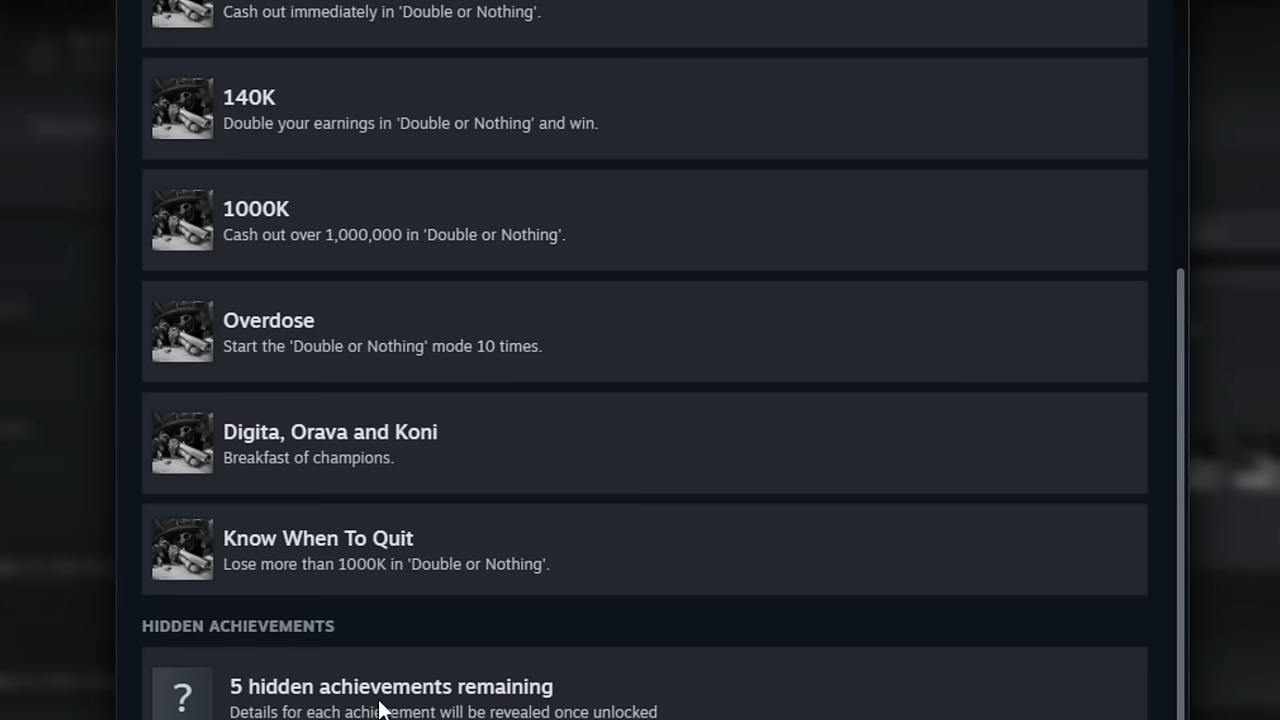 Cash out immediately in 'Double or Nothing'.
140K
Double your earnings in 'Double or Nothing' and win.
1000K
Cash out over 1,000,000 in 'Double or Nothing'.
Overdose
Start the 'Double or Nothing' mode 10 times.
Digita, Orava and Koni
Breakfast of champions.
Know When To Quit
Lose more than 1000K in 'Double or Nothing'.
HIDDEN ACHIEVEMENTS
?
5 hidden achievements remaining
Details for each achievement will be revealed once unlocked